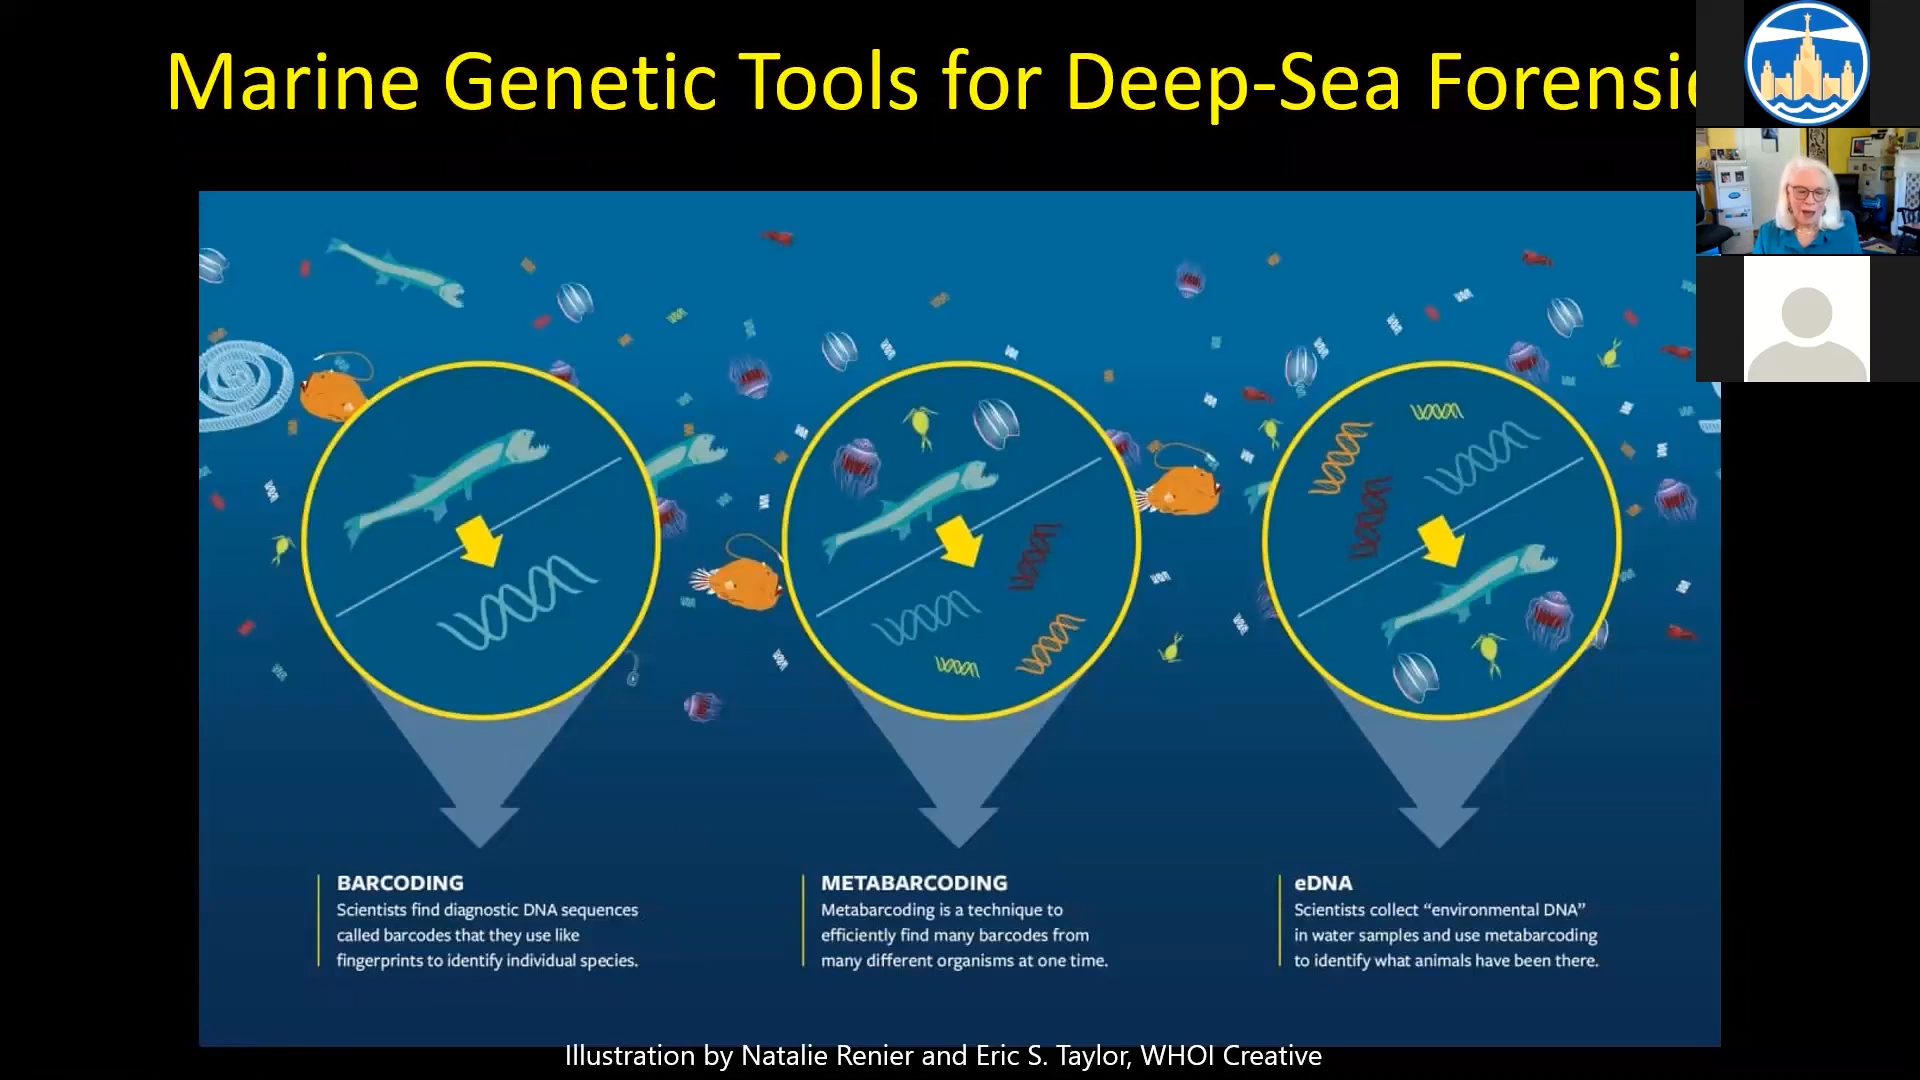 Marine Genetic Tools for Deep-Sea Forensic
BARCODING
Scientists find diagnostic DNA sequences
called barcodes that they use like
fingerprints to identify individual species.
METABARCODING
Metabarcoding is a technique to
efficiently find many barcodes from
many different organisms at one time.
eDNA
Scientists collect “environmental DNA”
in water samples and use metabarcoding
to identify what animals have been there.
Illustration by Natalie Renier and Eric S. Taylor, WHOI Creative